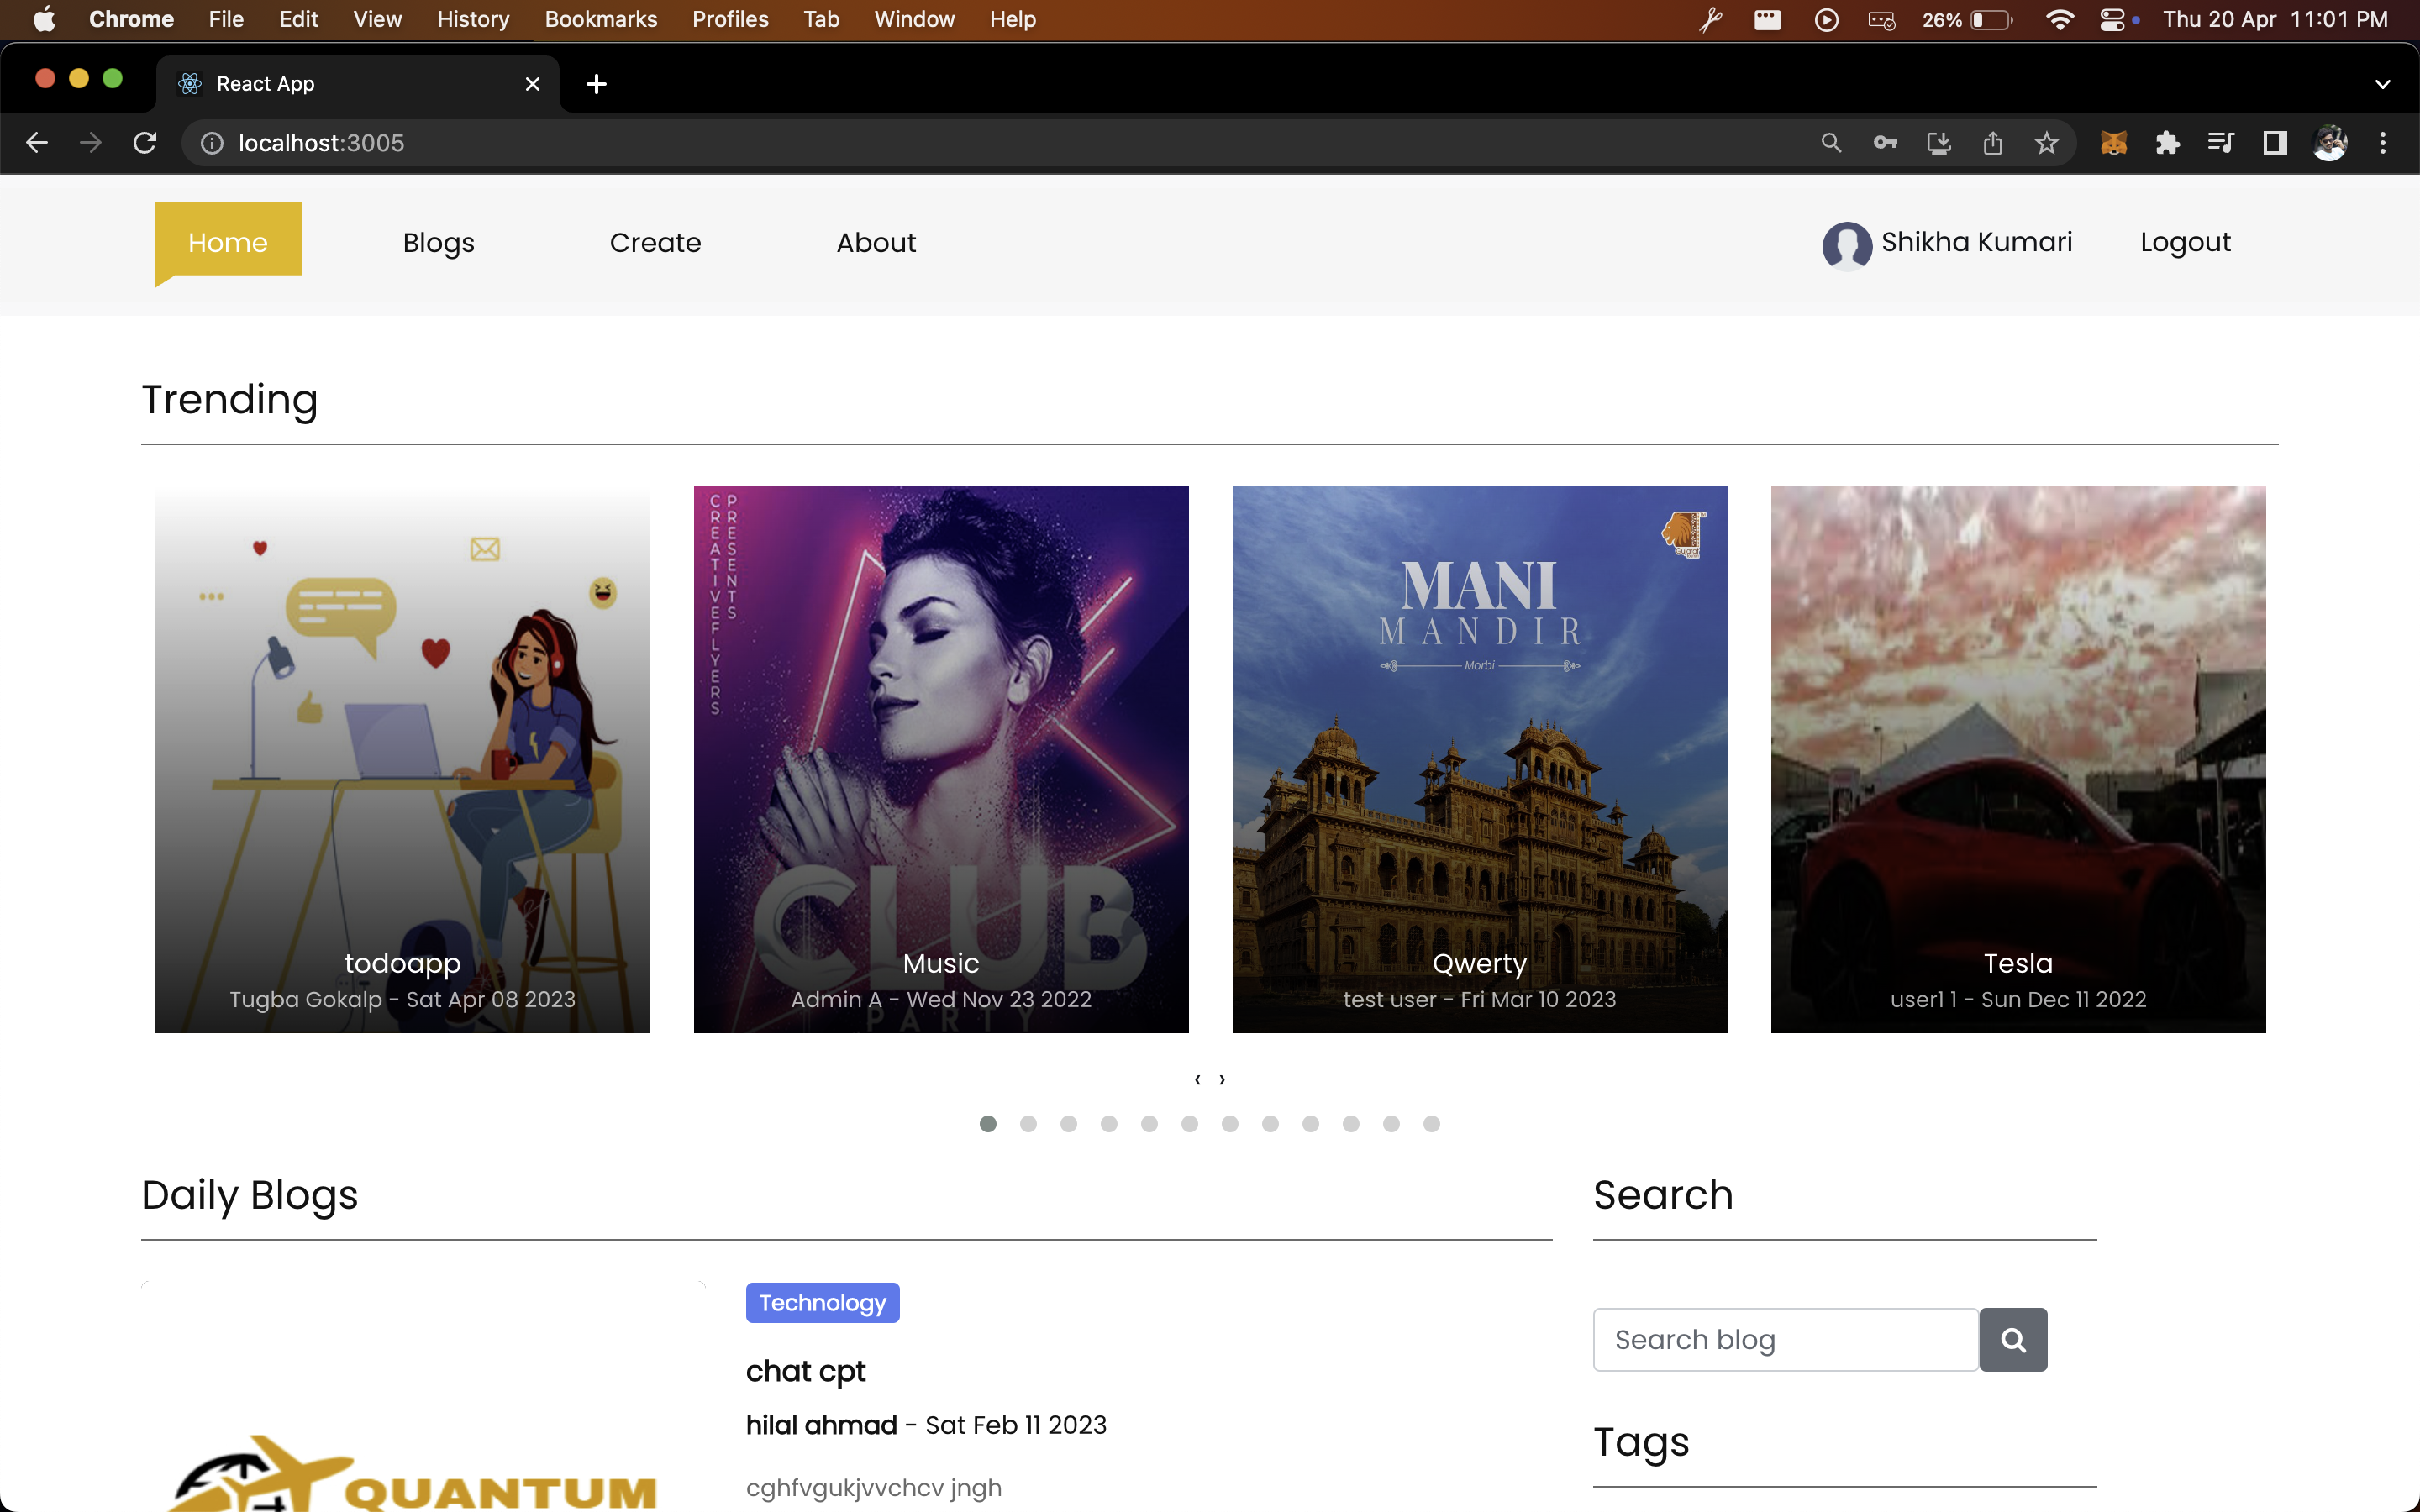 Chrome File Edit View History Bookmarks Profiles Tab Window Help 26% Thu 20 Apr 11:01 PM
React App
localhost:3005
Home Blogs Create About Shikha Kumari Logout
Trending
CREATIVEFLYERS
PRESENTS
CLUB
PARTY
Gujarat
MANI
MANDIR
Morbi
todoapp
Tugba Gokalp - Sat Apr 08 2023
Music
Admin A - Wed Nov 23 2022
Qwerty
test user - Fri Mar 10 2023
Tesla
user1 1 - Sun Dec 11 2022
‹ ›
Daily Blogs
QUANTUM
Technology
chat cpt
hilal ahmad - Sat Feb 11 2023
cghfvgukjvvchcv jngh
Search
Search blog
Tags